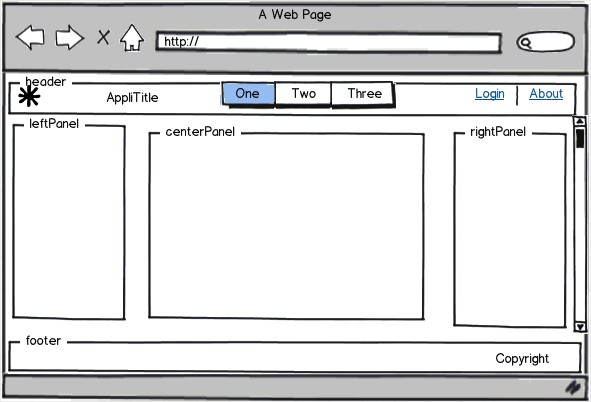 A Web Page
http://
header
AppliTitle
One Two Three
Login | About
leftPanel
centerPanel
rightPanel
footer
Copyright